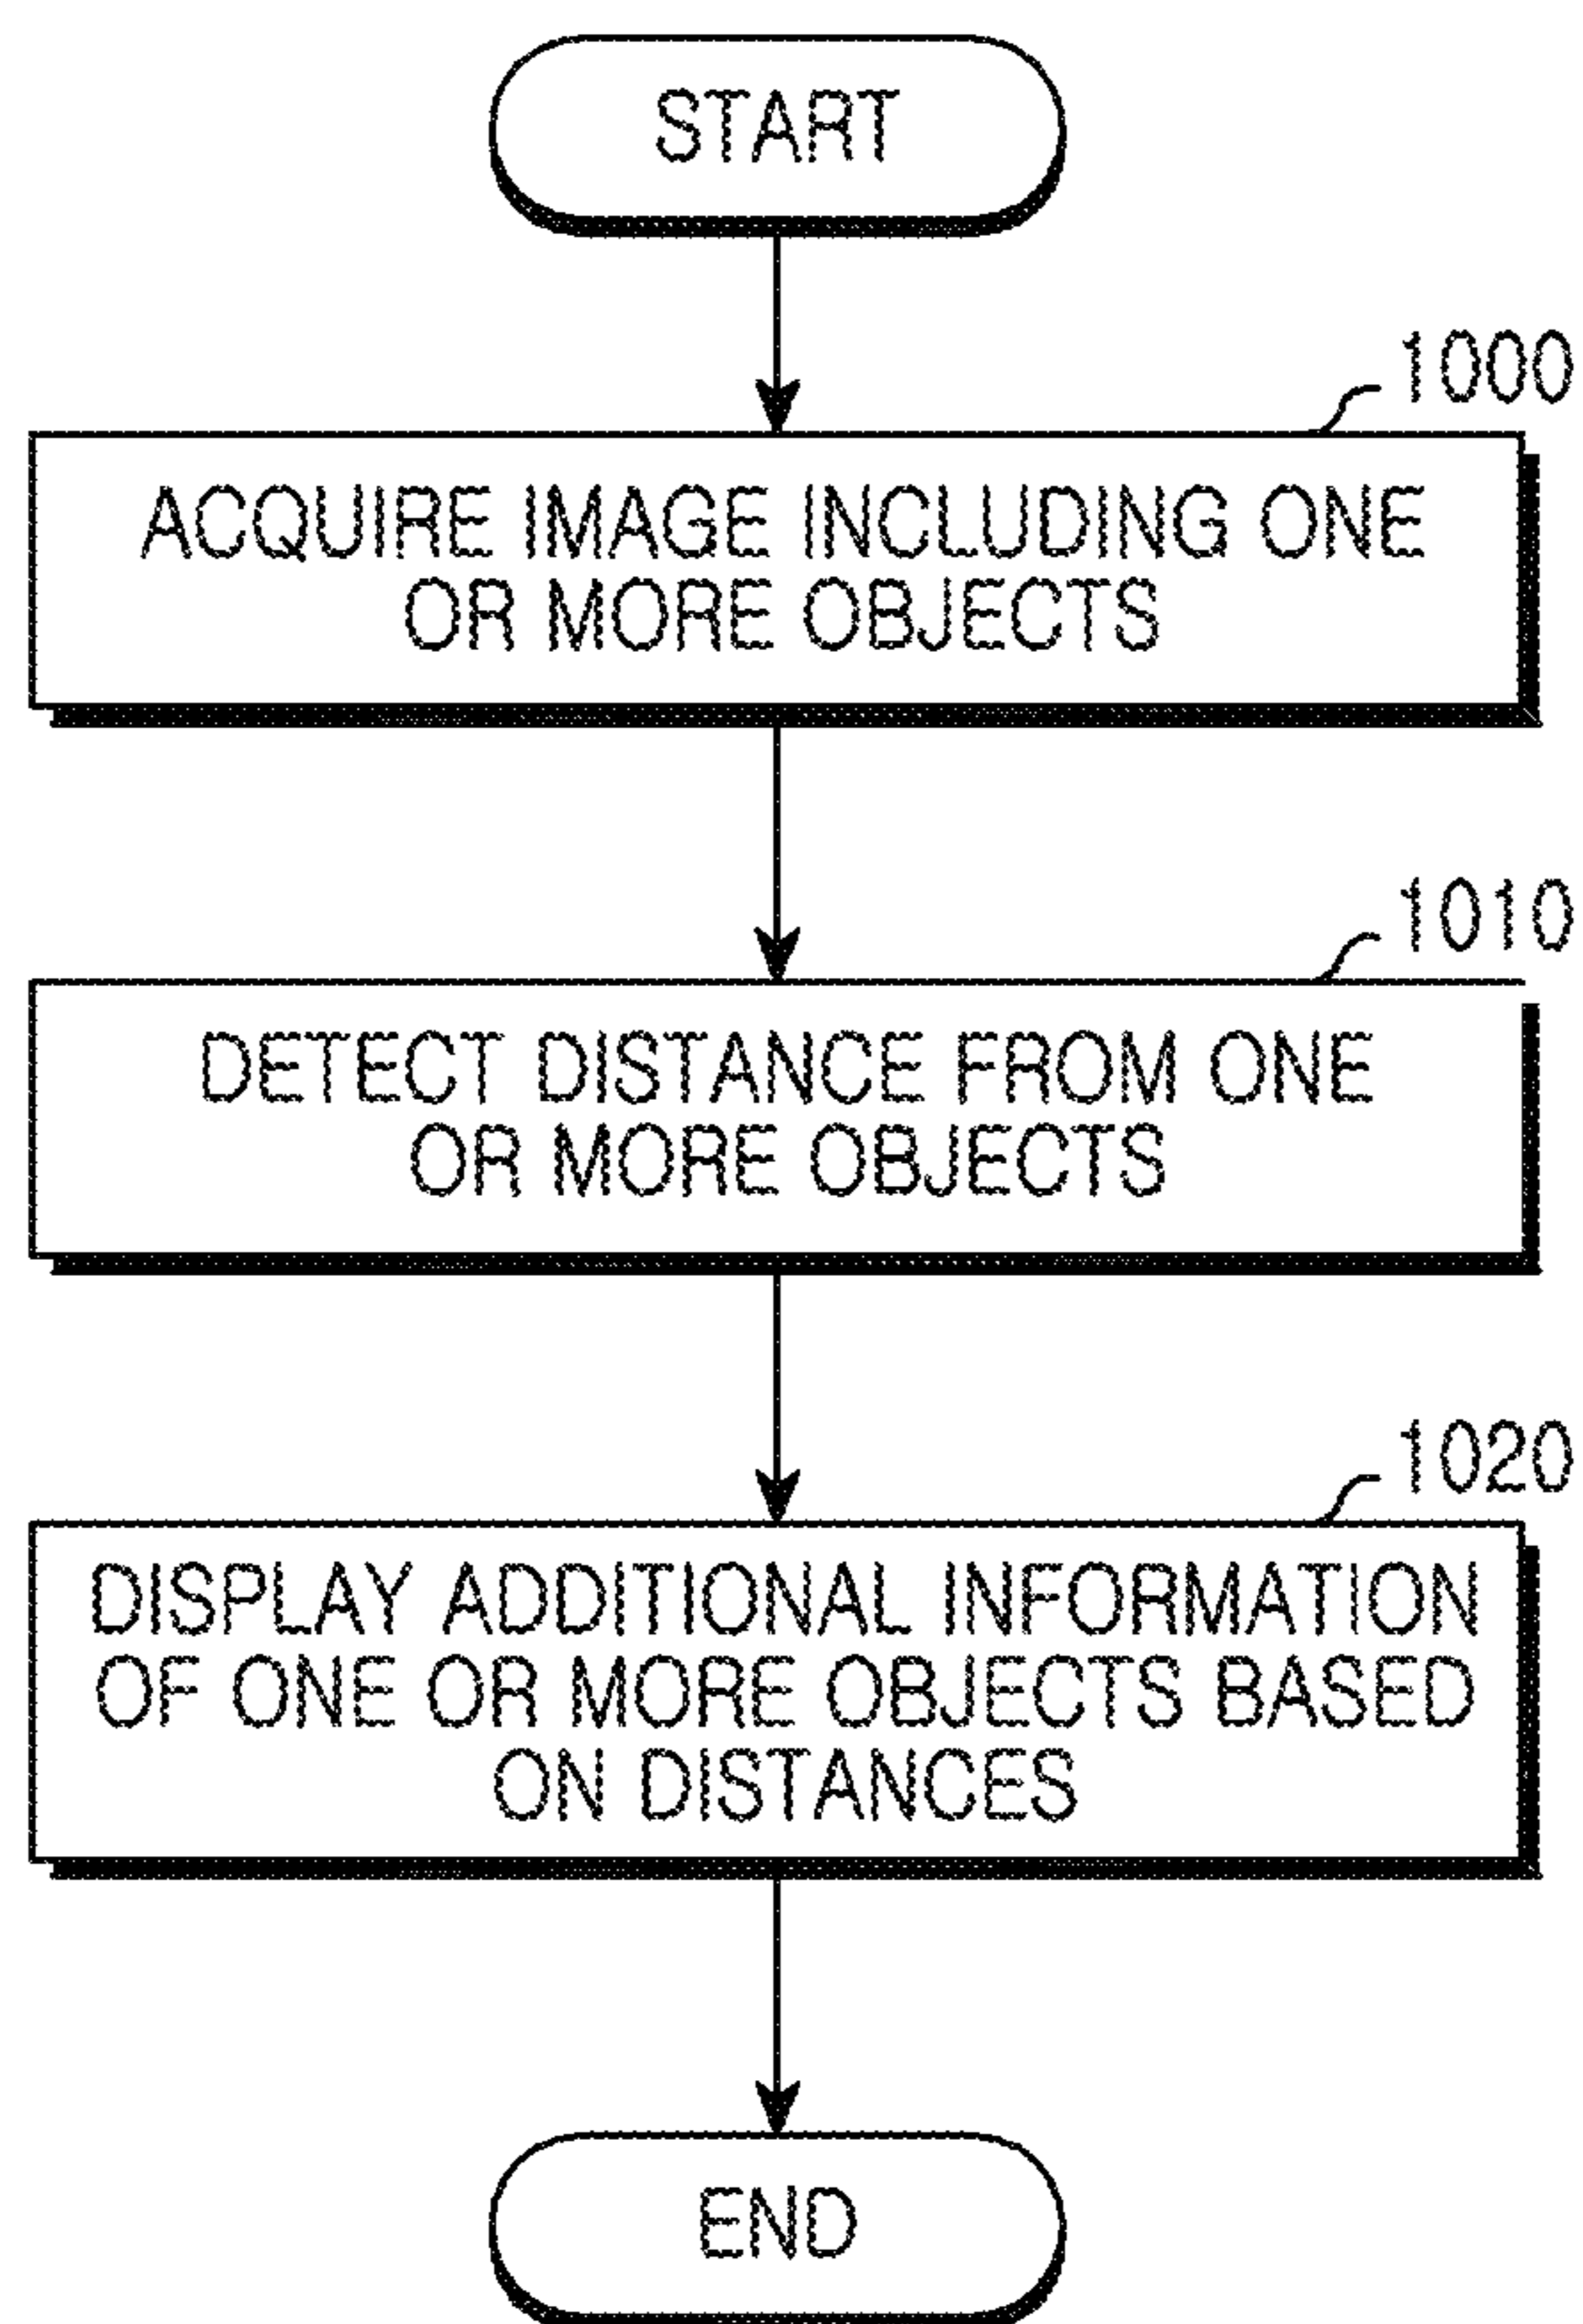 START
1000
ACQUIRE IMAGE INCLUDING ONE
OR MORE OBJECTS
1010
DETECT DISTANCE FROM ONE
OR MORE OBJECTS
1020
DISPLAY ADDITIONAL INFORMATION
OF ONE OR MORE OBJECTS BASED
ON DISTANCES
END